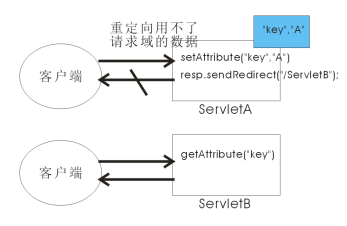 重定向用不了
请求域的数据
"key","A"
客户端
setAttribute("key","A")
resp.sendRedirect("/ServletB");
ServletA
客户端
getAttribute("key")
ServletB